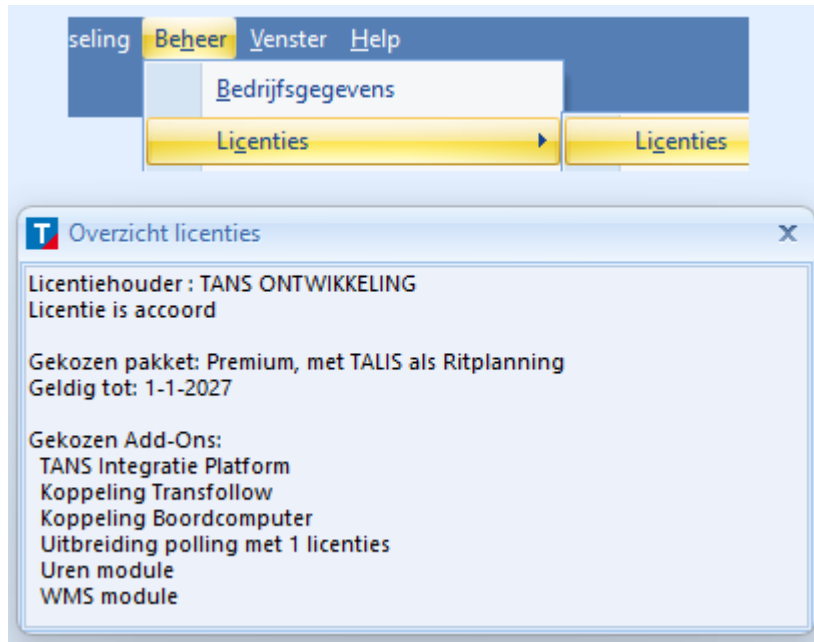 seling Beheer Venster Help
Bedrijfsgegevens
Licenties Licenties
T Overzicht licenties x
Licentiehouder : TANS ONTWIKKELING
Licentie is accoord
Gekozen pakket: Premium, met TALIS als Ritplanning
Geldig tot: 1-1-2027
Gekozen Add-Ons:
TANS Integratie Platform
Koppeling Transfollow
Koppeling Boordcomputer
Uitbreiding polling met 1 licenties
Uren module
WMS module